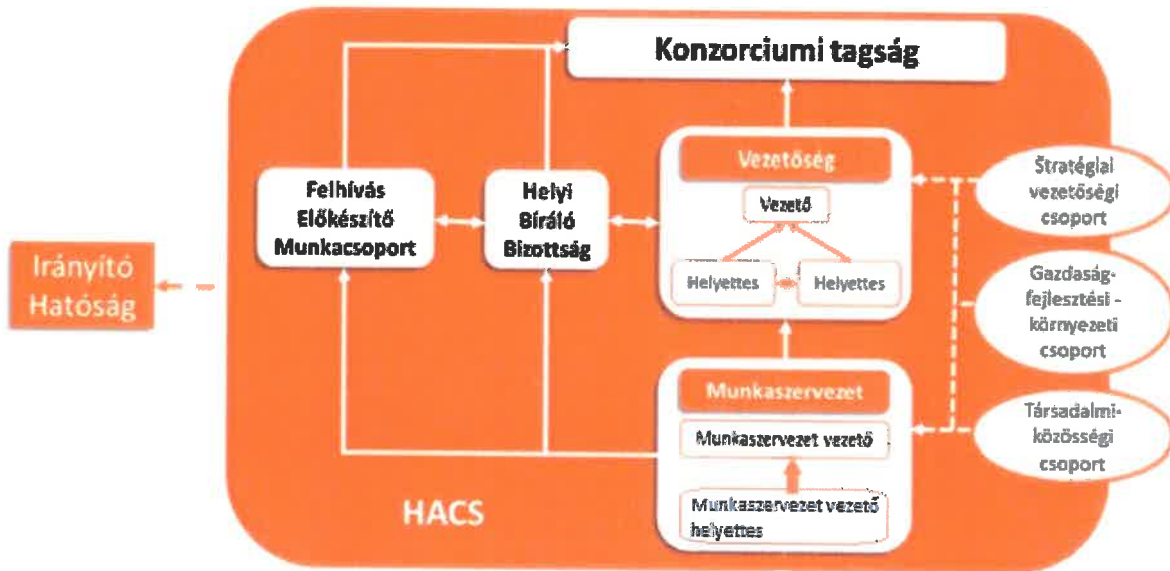 Konzorciumi tagság
Felhívás
Előkészítő
Munkacsoport
Helyi
Bíráló
Bizottság
Vezetőség
Vezető
Helyettes
Helyettes
Stratégiai
vezetőségi
csoport
Irányító
Hatóság
Gazdaság-
fejlesztési -
környezeti
csoport
Munkaszervezet
Munkaszervezet vezető
Munkaszervezet vezető
helyettes
Társadalmi-
közösségi
csoport
HACS